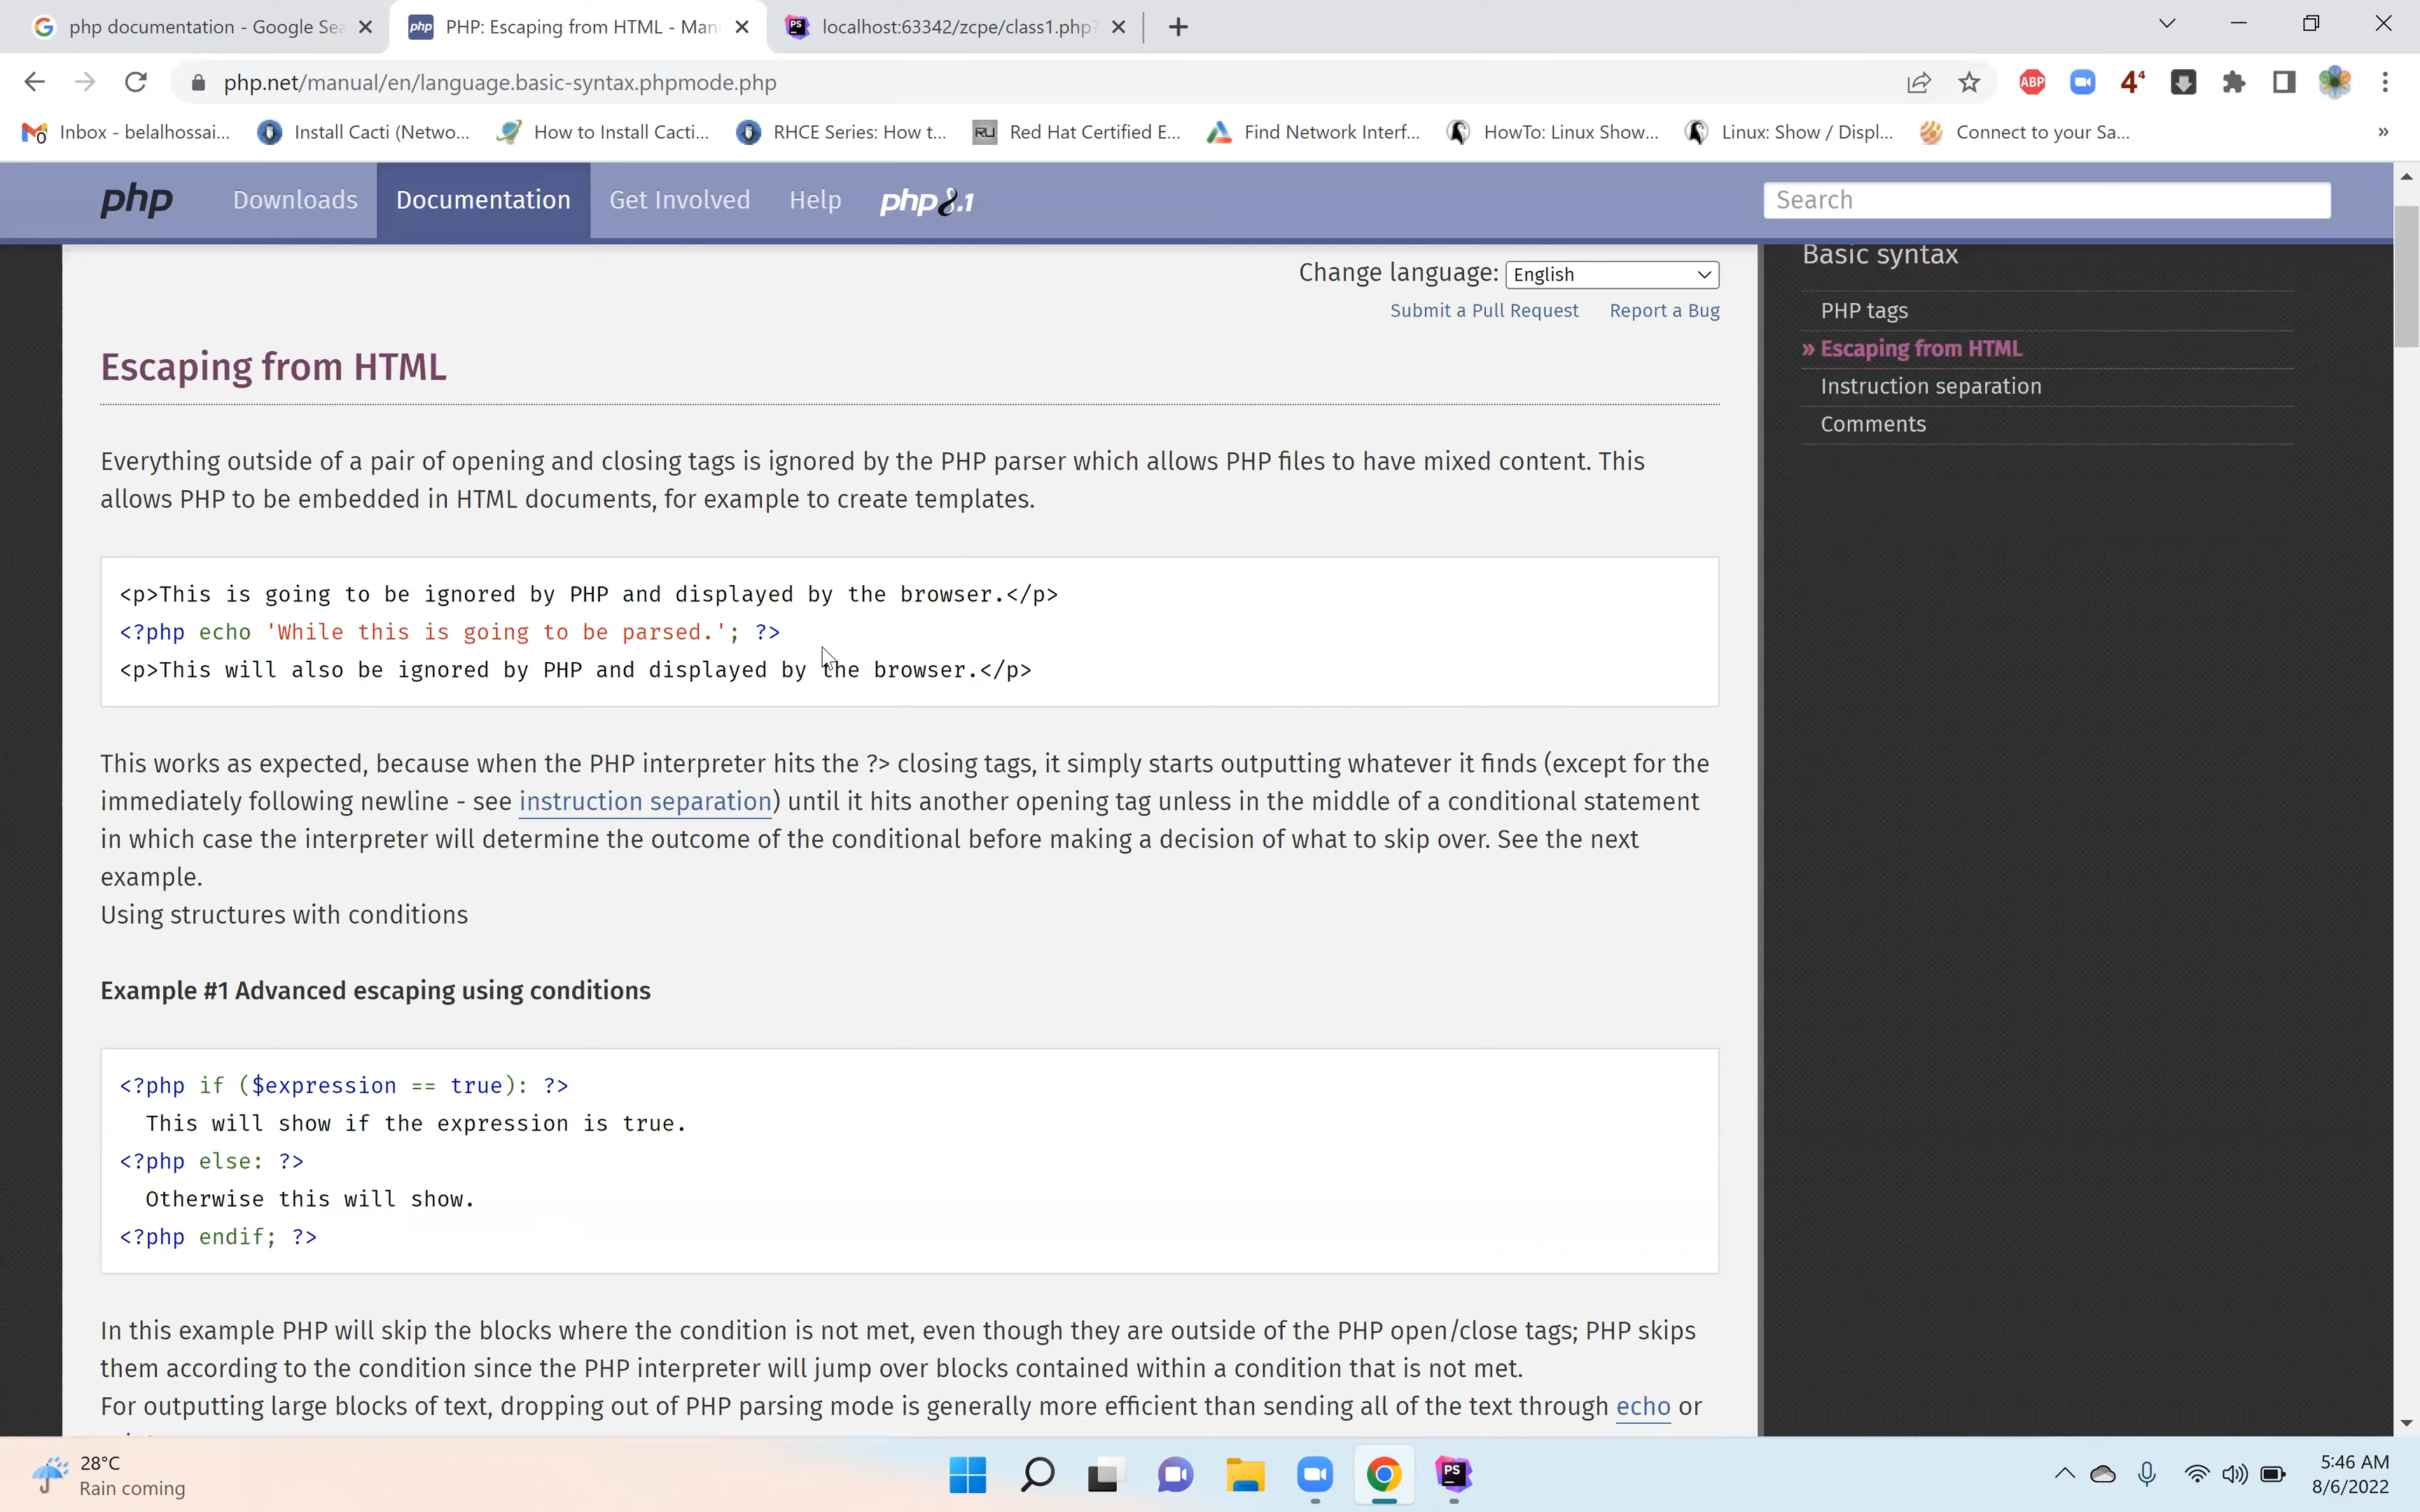 php documentation - Google Sea
PHP: Escaping from HTML - Man
localhost:63342/zcpe/class1.php?
php.net/manual/en/language.basic-syntax.phpmode.php
Inbox - belalhossai...
Install Cacti (Netwo...
How to Install Cacti...
RHCE Series: How t...
Red Hat Certified E...
Find Network Interf...
HowTo: Linux Show...
Linux: Show / Displ...
Connect to your Sa...
»
php
Downloads
Documentation
Get Involved
Help
php8.1
Search
Change language: English
Submit a Pull Request
Report a Bug
Escaping from HTML
Everything outside of a pair of opening and closing tags is ignored by the PHP parser which allows PHP files to have mixed content. This
allows PHP to be embedded in HTML documents, for example to create templates.
<p>This is going to be ignored by PHP and displayed by the browser.</p>
<?php echo 'While this is going to be parsed.'; ?>
<p>This will also be ignored by PHP and displayed by the browser.</p>
This works as expected, because when the PHP interpreter hits the ?> closing tags, it simply starts outputting whatever it finds (except for the
immediately following newline - see instruction separation) until it hits another opening tag unless in the middle of a conditional statement
in which case the interpreter will determine the outcome of the conditional before making a decision of what to skip over. See the next
example.
Using structures with conditions
Example #1 Advanced escaping using conditions
<?php if ($expression == true): ?>
This will show if the expression is true.
<?php else: ?>
Otherwise this will show.
<?php endif; ?>
In this example PHP will skip the blocks where the condition is not met, even though they are outside of the PHP open/close tags; PHP skips
them according to the condition since the PHP interpreter will jump over blocks contained within a condition that is not met.
For outputting large blocks of text, dropping out of PHP parsing mode is generally more efficient than sending all of the text through echo or
Basic syntax
PHP tags
» Escaping from HTML
Instruction separation
Comments
28°C
Rain coming
5:46 AM
8/6/2022